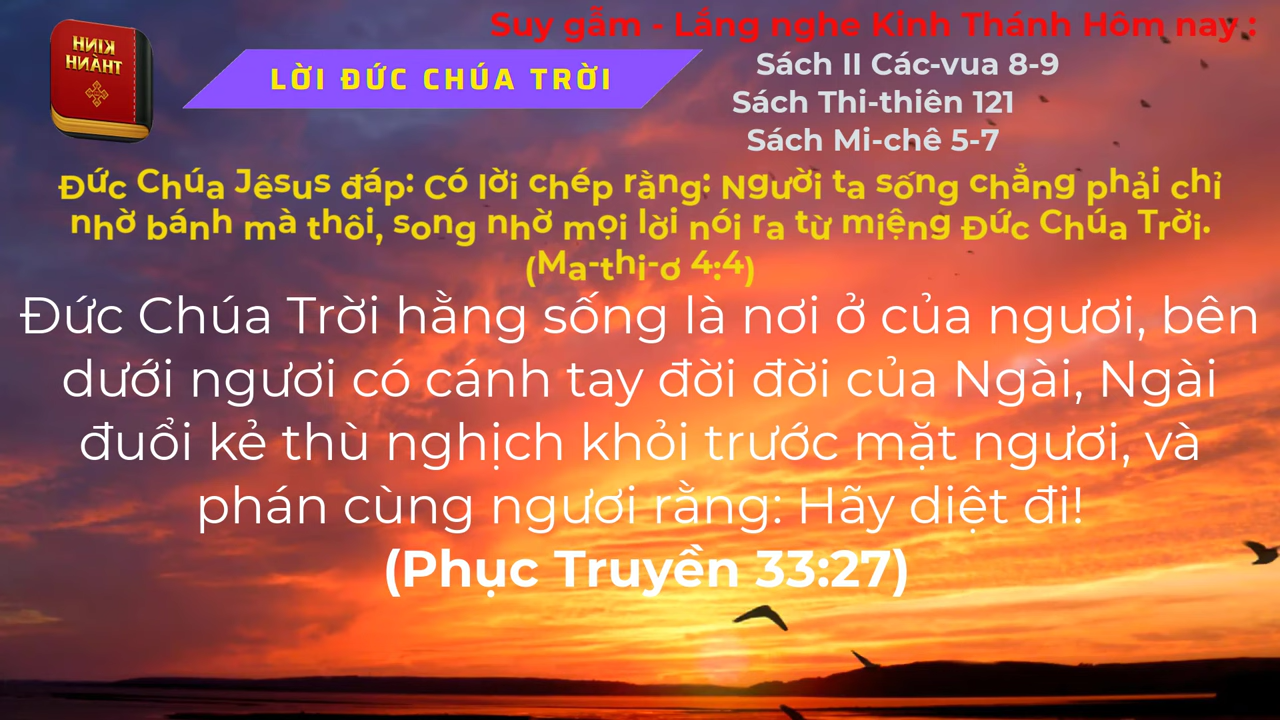 Suy gẫm - Lắng nghe Kinh Thánh Hôm nay :
KINH
THÁNH
LỜI ĐỨC CHÚA TRỜI
Sách II Các-vua 8-9
Sách Thi-thiên 121
Sách Mi-chê 5-7
Đức Chúa Jêsus đáp: Có lời chép rằng: Người ta sống chẳng phải chỉ
nhờ bánh mà thôi, song nhờ mọi lời nói ra từ miệng Đức Chúa Trời.
(Ma-thi-ơ 4:4)
Đức Chúa Trời hằng sống là nơi ở của ngươi, bên
dưới ngươi có cánh tay đời đời của Ngài, Ngài
đuổi kẻ thù nghịch khỏi trước mặt ngươi, và
phán cùng ngươi rằng: Hãy diệt đi!
(Phục Truyền 33:27)